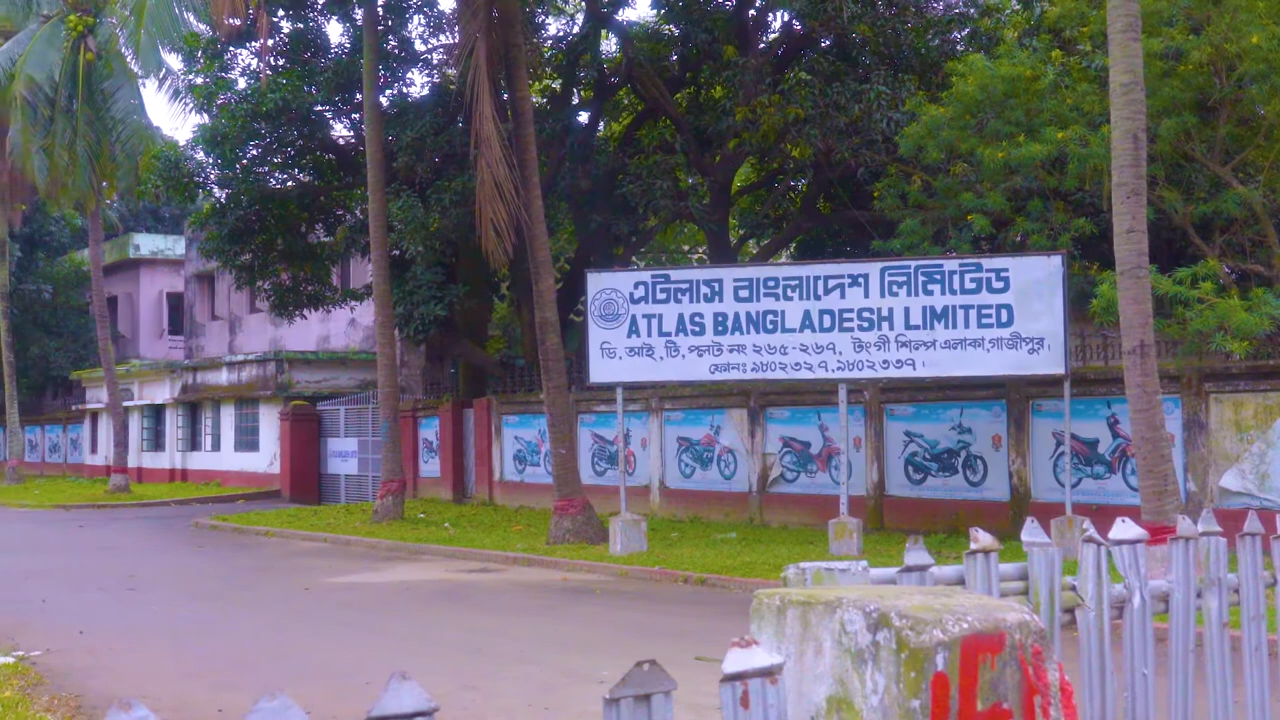 এটলাস বাংলাদেশ লিমিটেড
ATLAS BANGLADESH LIMITED
ডি. আই. টি, প্লট নং ২৬৫-২৬৭, টংগী শিল্প এলাকা,গাজীপুর।
ফোনঃ ৯৮০২৩২৭,৯৮০২৩৩৭।